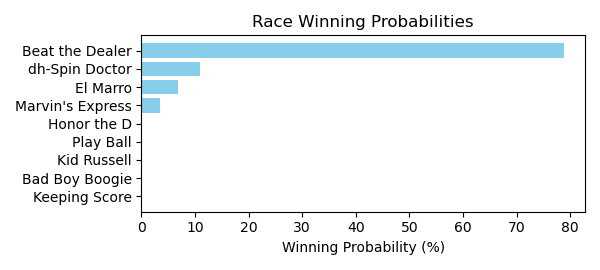 Race Winning Probabilities
Beat the Dealer
dh-Spin Doctor
El Marro
Marvin's Express
Honor the D
Play Ball
Kid Russell
Bad Boy Boogie
Keeping Score
0 10 20 30 40 50 60 70 80
Winning Probability (%)